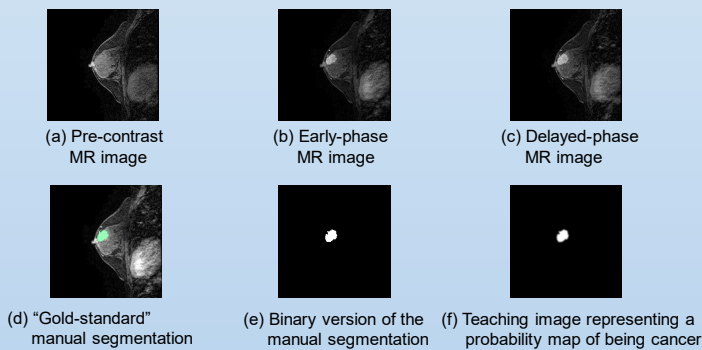 (a) Pre-contrast
MR image
(b) Early-phase
MR image
(c) Delayed-phase
MR image
(d) “Gold-standard”
manual segmentation
(e) Binary version of the
manual segmentation
(f) Teaching image representing a
probability map of being cancer